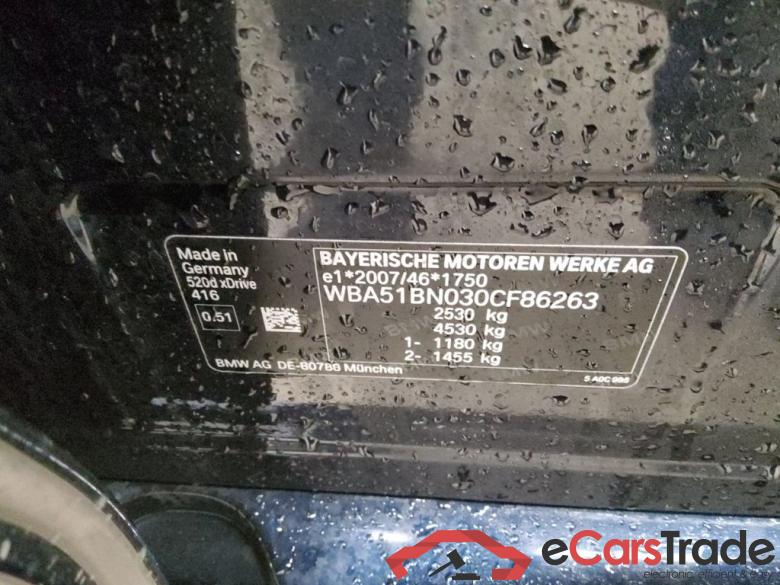 Made in
Germany
520d xDrive
416
0.51
BAYERISCHE MOTOREN WERKE AG
e1*2007/46*1750
WBA51BN030CF86263
2530 kg
4530 kg
1- 1180 kg
2- 1455 kg
BMW AG DE-80788 München
eCarsTrade
electronic, efficient &